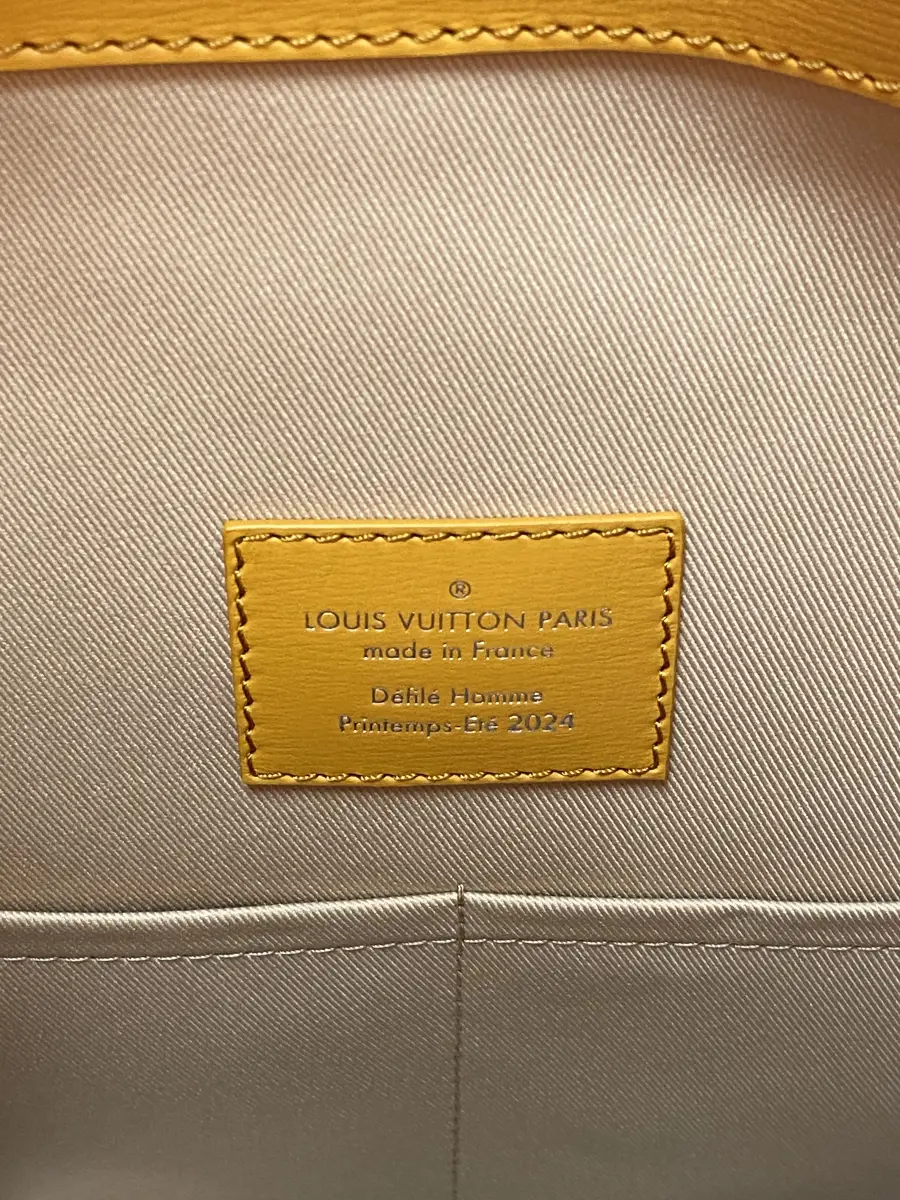 ®
LOUIS VUITTON PARIS
made in France
Défilé Homme
Printemps-Eté 2024